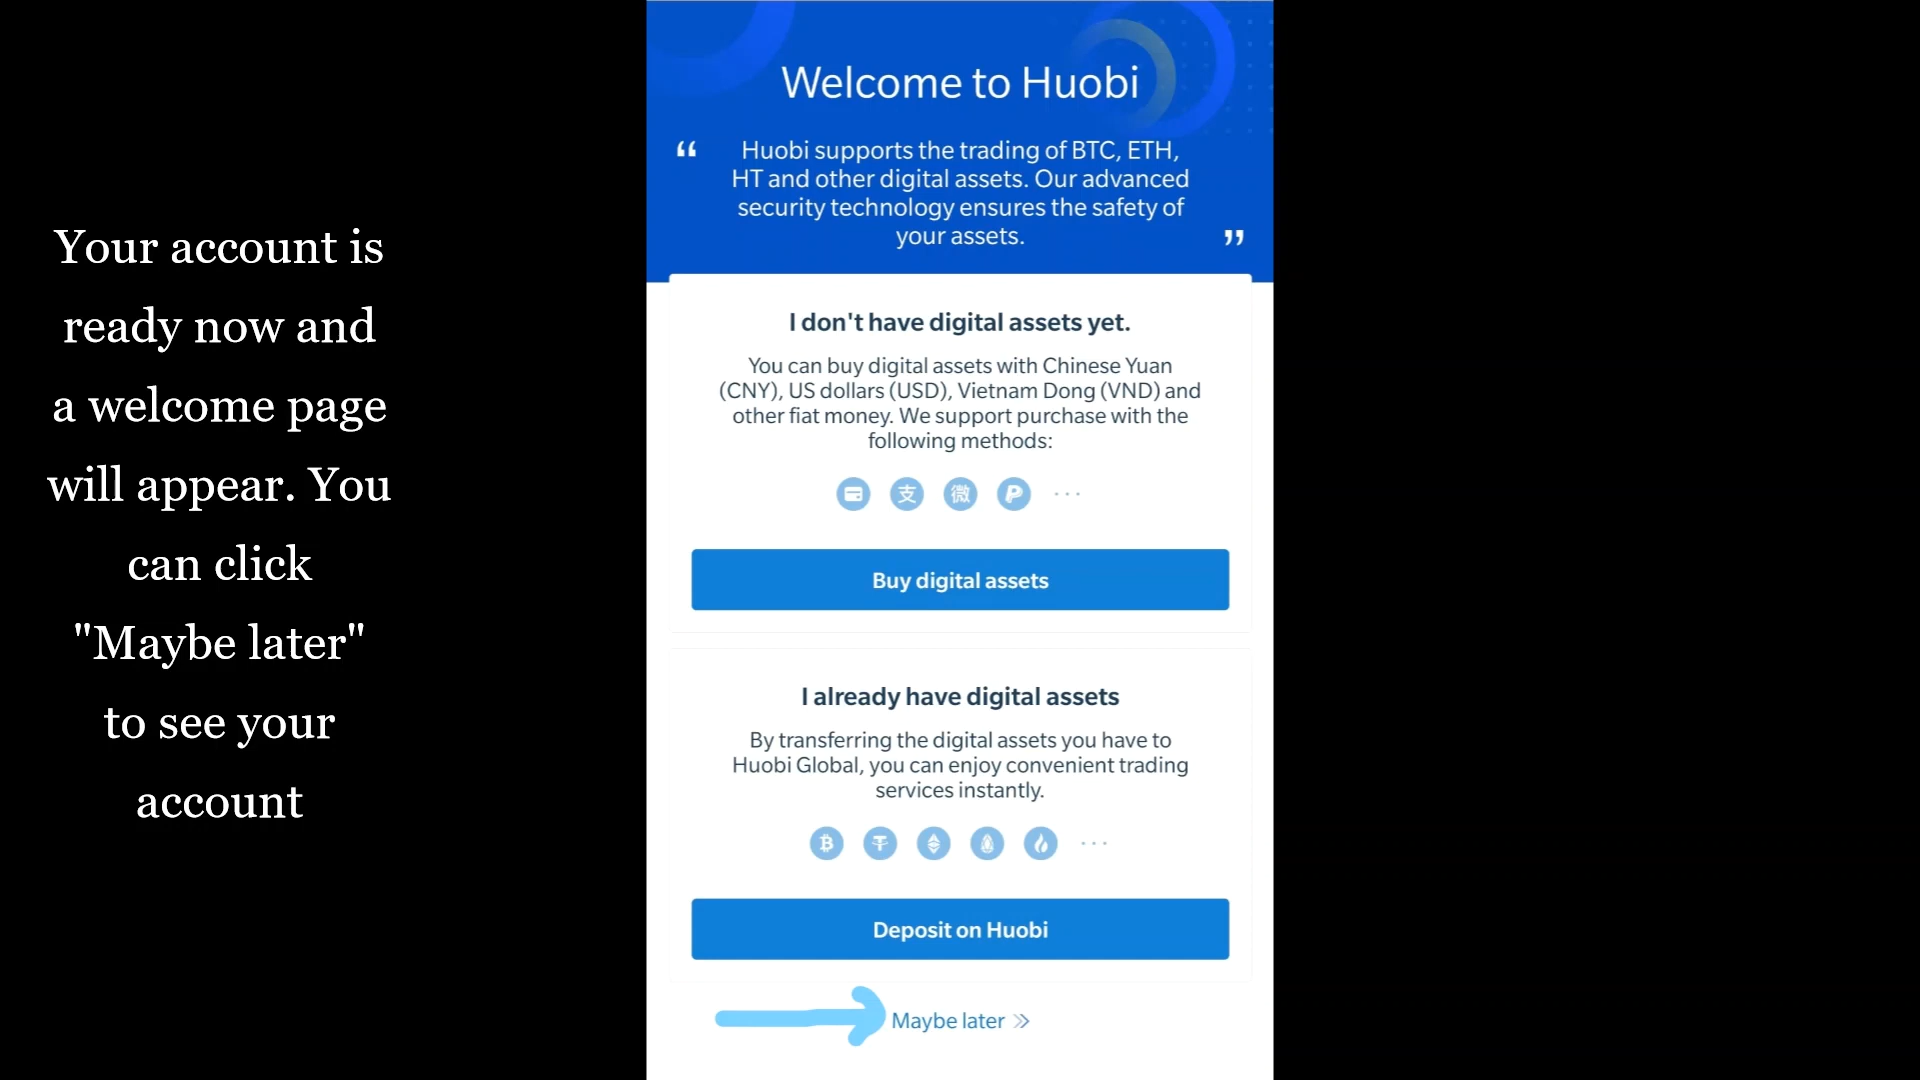 Your account is
ready now and
a welcome page
will appear. You
can click
"Maybe later"
to see your
account
Welcome to Huobi
“ Huobi supports the trading of BTC, ETH,
HT and other digital assets. Our advanced
security technology ensures the safety of
your assets. ”
I don't have digital assets yet.
You can buy digital assets with Chinese Yuan
(CNY), US dollars (USD), Vietnam Dong (VND) and
other fiat money. We support purchase with the
following methods:
支 微 ···
Buy digital assets
I already have digital assets
By transferring the digital assets you have to
Huobi Global, you can enjoy convenient trading
services instantly.
···
Deposit on Huobi
Maybe later »